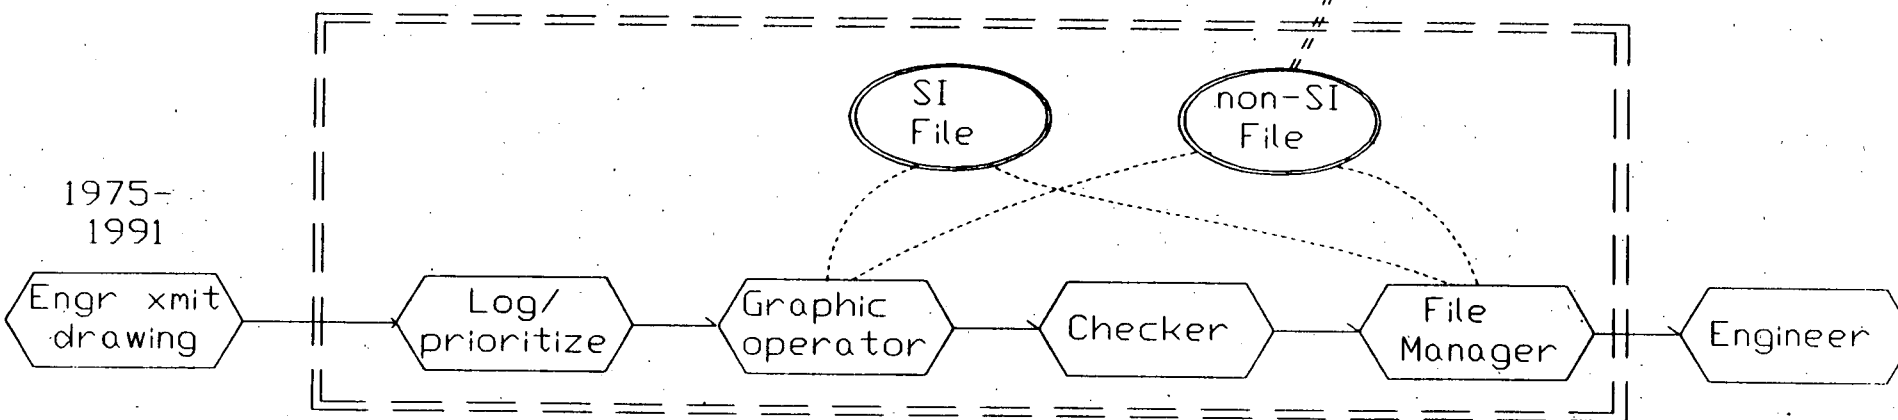 SI
File
non-SI
File
1975-
1991
Engr xmit
drawing
Log/
prioritize
Graphic
operator
Checker
File
Manager
Engineer